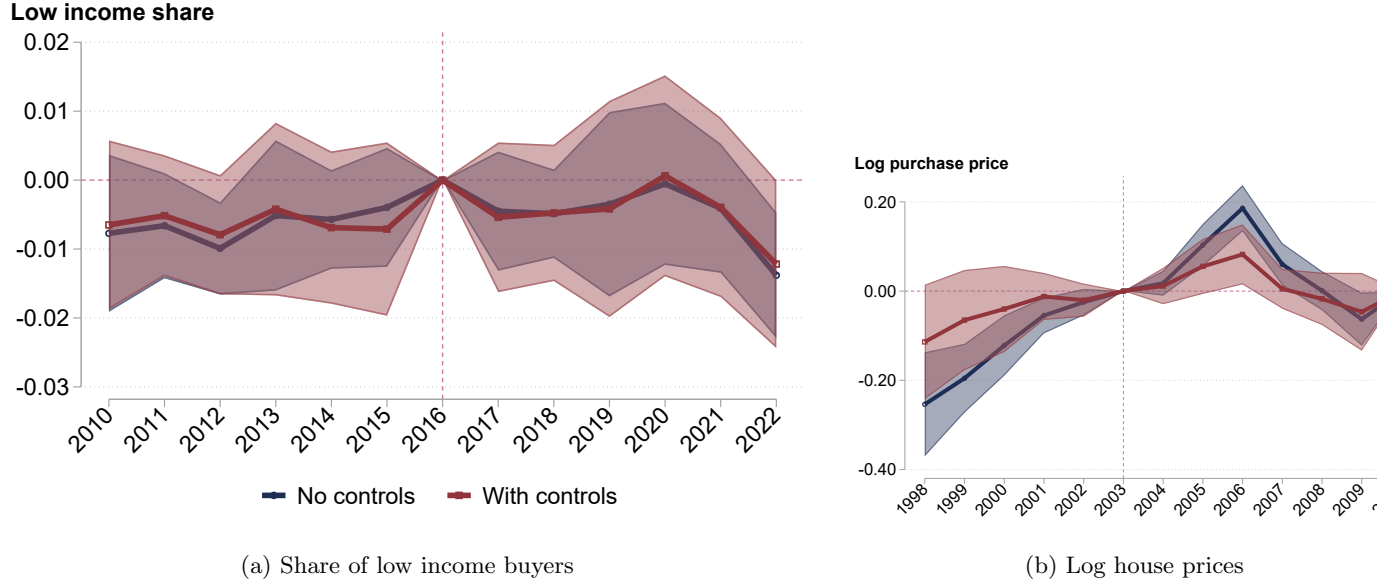 Low income share
0.02
0.01
0.00
-0.01
-0.02
-0.03
2010 2011 2012 2013 2014 2015 2016 2017 2018 2019 2020 2021 2022
No controls With controls
(a) Share of low income buyers
Log purchase price
0.20
0.00
-0.20
-0.40
1998 1999 2000 2001 2002 2003 2004 2005 2006 2007 2008 2009
(b) Log house prices